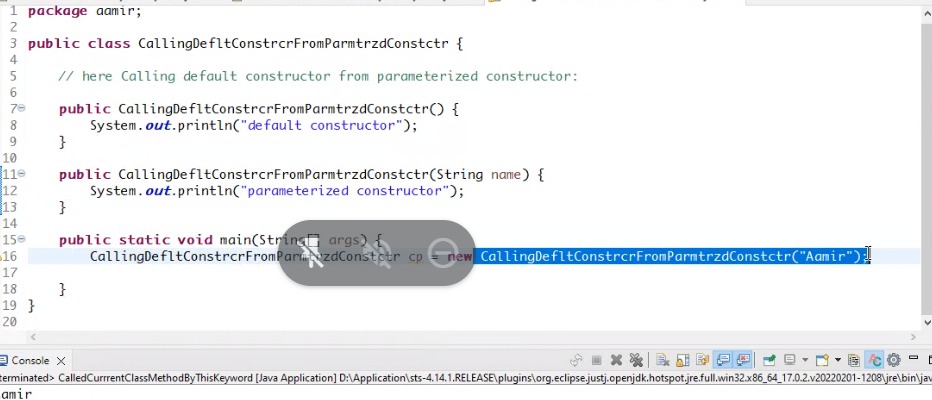 1 package aamir;
2
3 public class CallingDefltConstrcrFromParmtrzdConstctr {
4
5 // here Calling default constructor from parameterized constructor:
6
7 public CallingDefltConstrcrFromParmtrzdConstctr() {
8 System.out.println("default constructor");
9 }
10
11 public CallingDefltConstrcrFromParmtrzdConstctr(String name) {
12 System.out.println("parameterized constructor");
13 }
14
15 public static void main(String[] args) {
16 CallingDefltConstrcrFromParmtrzdConstctr cp = new CallingDefltConstrcrFromParmtrzdConstctr("Aamir");
17
18 }
19 }
20
Console
terminated> CalledCurrrentClassMethodByThisKeyword [Java Application] D:\Application\sts-4.14.1.RELEASE\plugins\org.eclipse.justj.openjdk.hotspot.jre.full.win32.x86_64_17.0.2.v20220201-1208\jre\bin\jav
amir